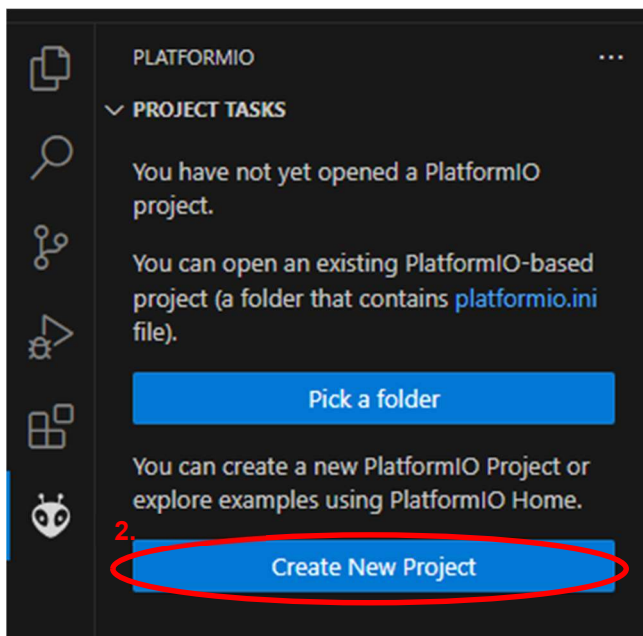 PLATFORMIO
PROJECT TASKS
You have not yet opened a PlatformIO
project.
You can open an existing PlatformIO-based
project (a folder that contains platformio.ini
file).
Pick a folder
You can create a new PlatformIO Project or
explore examples using PlatformIO Home.
2.
Create New Project